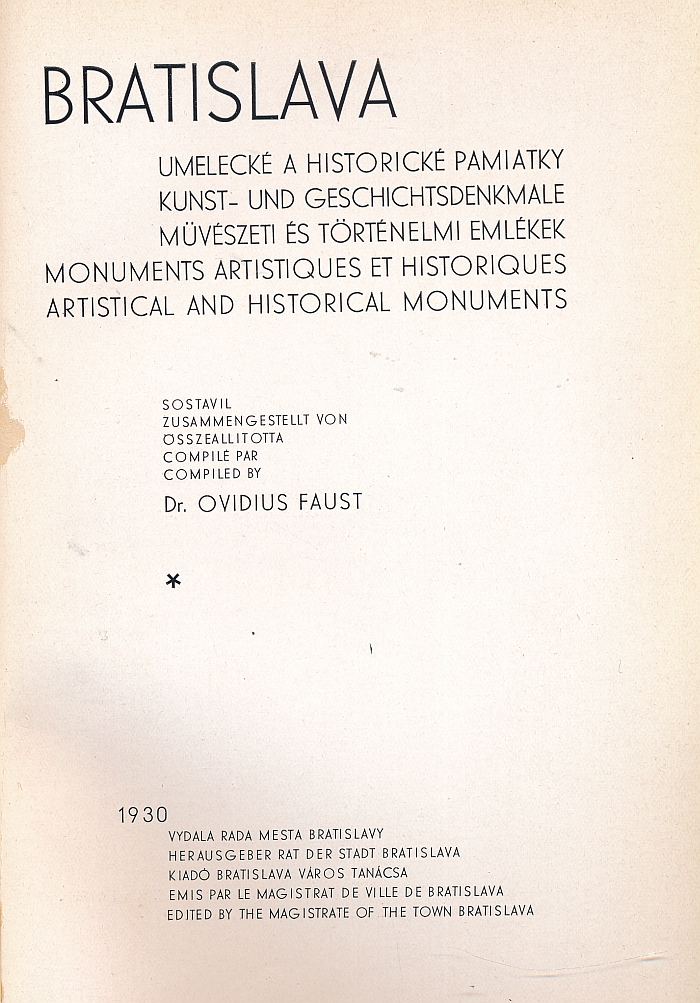 BRATISLAVA
UMELECKÉ A HISTORICKÉ PAMIATKY
KUNST- UND GESCHICHTSDENKMALE
MÜVÉSZETI ÉS TÖRTÉNELMI EMLÉKEK
MONUMENTS ARTISTIQUES ET HISTORIQUES
ARTISTICAL AND HISTORICAL MONUMENTS
SOSTAVIL
ZUSAMMENGESTELLT VON
ÖSSZEALLITOTTA
COMPILÉ PAR
COMPILED BY
Dr. OVIDIUS FAUST
*
1930
VYDALA RADA MESTA BRATISLAVY
HERAUSGEBER RAT DER STADT BRATISLAVA
KIADÓ BRATISLAVA VÁROS TANÁCSA
EMIS PAR LE MAGISTRAT DE VILLE DE BRATISLAVA
EDITED BY THE MAGISTRATE OF THE TOWN BRATISLAVA